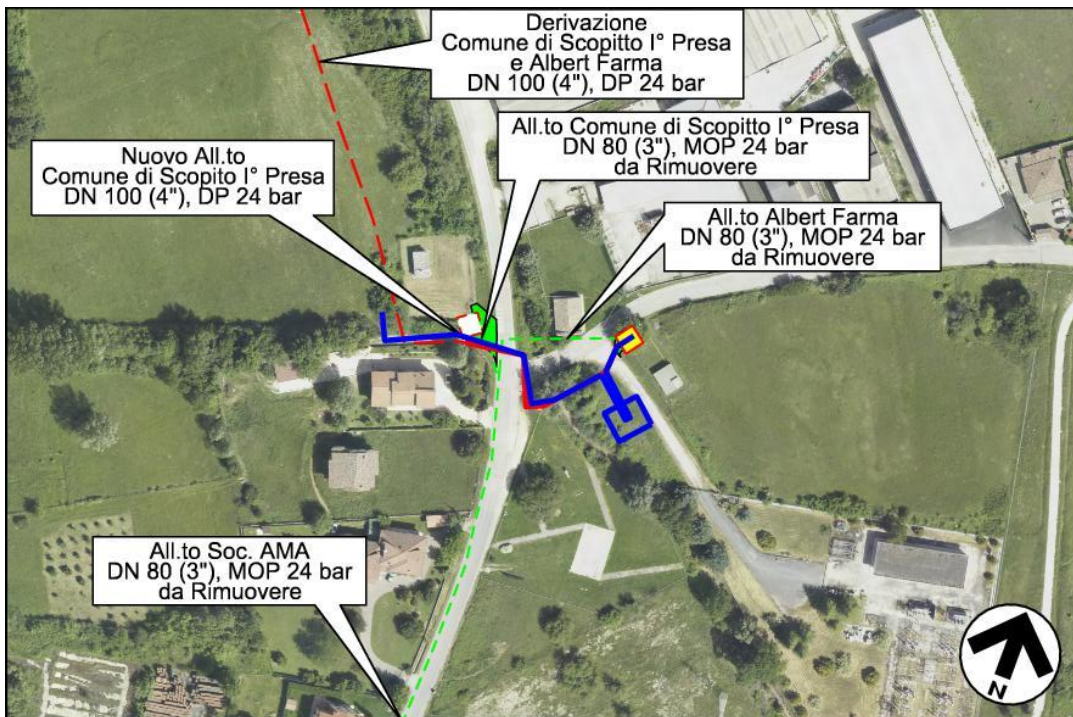 Derivazione
Comune di Scopitto I° Presa
e Albert Farma
DN 100 (4"), DP 24 bar
All.to Comune di Scopitto I° Presa
DN 80 (3"), MOP 24 bar
da Rimuovere
Nuovo All.to
Comune di Scopito I° Presa
DN 100 (4"), DP 24 bar
All.to Albert Farma
DN 80 (3"), MOP 24 bar
da Rimuovere
All.to Soc. AMA
DN 80 (3"), MOP 24 bar
da Rimuovere
N